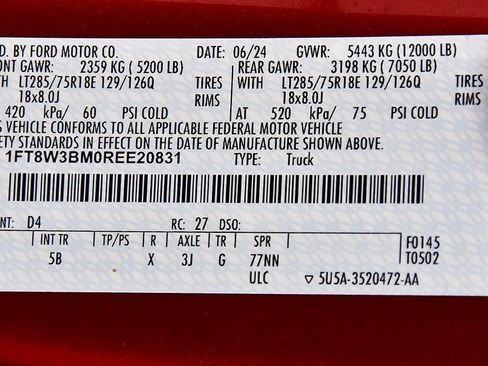 D. BY FORD MOTOR CO. DATE: 06/24 GVWR: 5443 KG (12000 LB)
ONT GAWR: 2359 KG ( 5200 LB) REAR GAWR: 3198 KG ( 7050 LB)
TH LT285/75R18E 129/126Q TIRES WITH LT285/75R18E 129/126Q TIRES
18x8.0J RIMS 18x8.0J RIMS
420 kPa/ 60 PSI COLD AT 520 kPa/ 75 PSI COLD
S VEHICLE CONFORMS TO ALL APPLICABLE FEDERAL MOTOR VEHICLE
FETY STANDARDS IN EFFECT ON THE DATE OF MANUFACTURE SHOWN ABOVE.
1FT8W3BM0REE20831 TYPE: Truck
NT: D4 RC: 27 DSO:
INT TR TP/PS R AXLE TR SPR F0145
5B X 3J G 77NN T0502
ULC ▽ 5U5A-3520472-AA